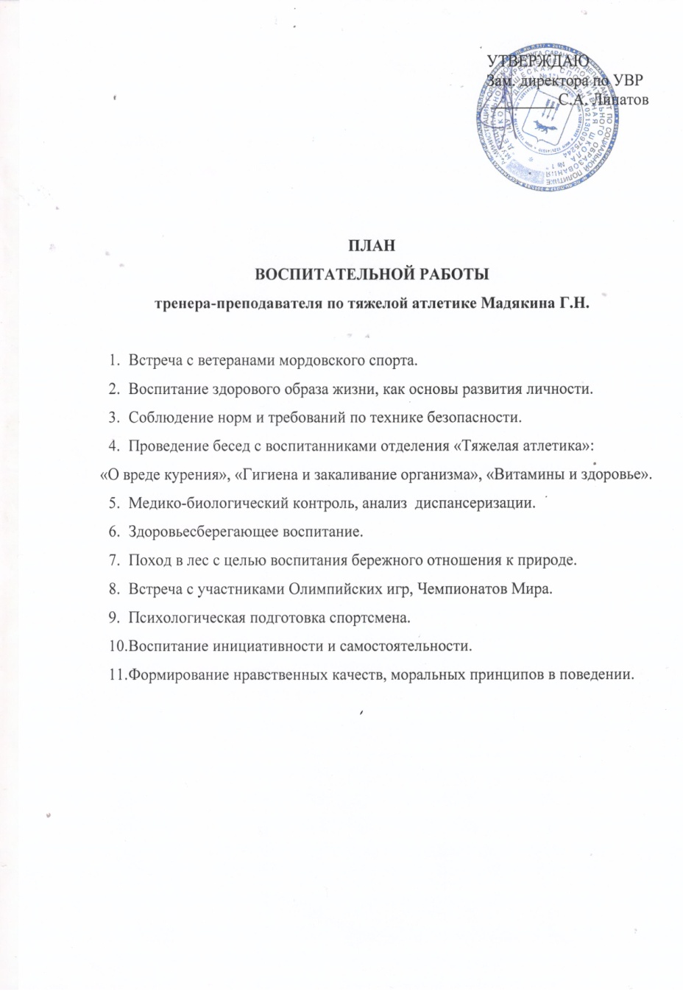 УТВЕРЖДАЮ
Зам. директора по УВР
С.А. Липатов
ПЛАН
ВОСПИТАТЕЛЬНОЙ РАБОТЫ
тренера-преподавателя по тяжелой атлетике Мадякина Г.Н.
1. Встреча с ветеранами мордовского спорта.
2. Воспитание здорового образа жизни, как основы развития личности.
3. Соблюдение норм и требований по технике безопасности.
4. Проведение бесед с воспитанниками отделения «Тяжелая атлетика»:
«О вреде курения», «Гигиена и закаливание организма», «Витамины и здоровье».
5. Медико-биологический контроль, анализ диспансеризации.
6. Здоровьесберегающее воспитание.
7. Поход в лес с целью воспитания бережного отношения к природе.
8. Встреча с участниками Олимпийских игр, Чемпионатов Мира.
9. Психологическая подготовка спортсмена.
10.Воспитание инициативности и самостоятельности.
11.Формирование нравственных качеств, моральных принципов в поведении.